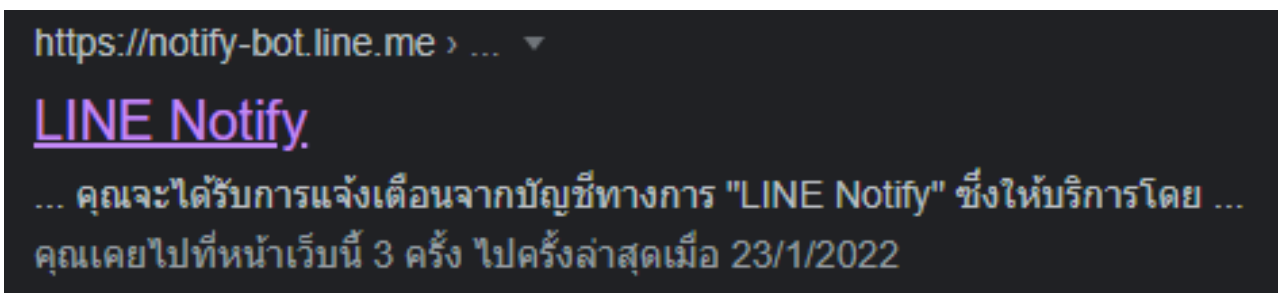 https://notify-bot.line.me › ...
LINE Notify
... คุณจะได้รับการแจ้งเตือนจากบัญชีทางการ "LINE Notify" ซึ่งให้บริการโดย ...
คุณเคยไปที่หน้าเว็บนี้ 3 ครั้ง ไปครั้งล่าสุดเมื่อ 23/1/2022